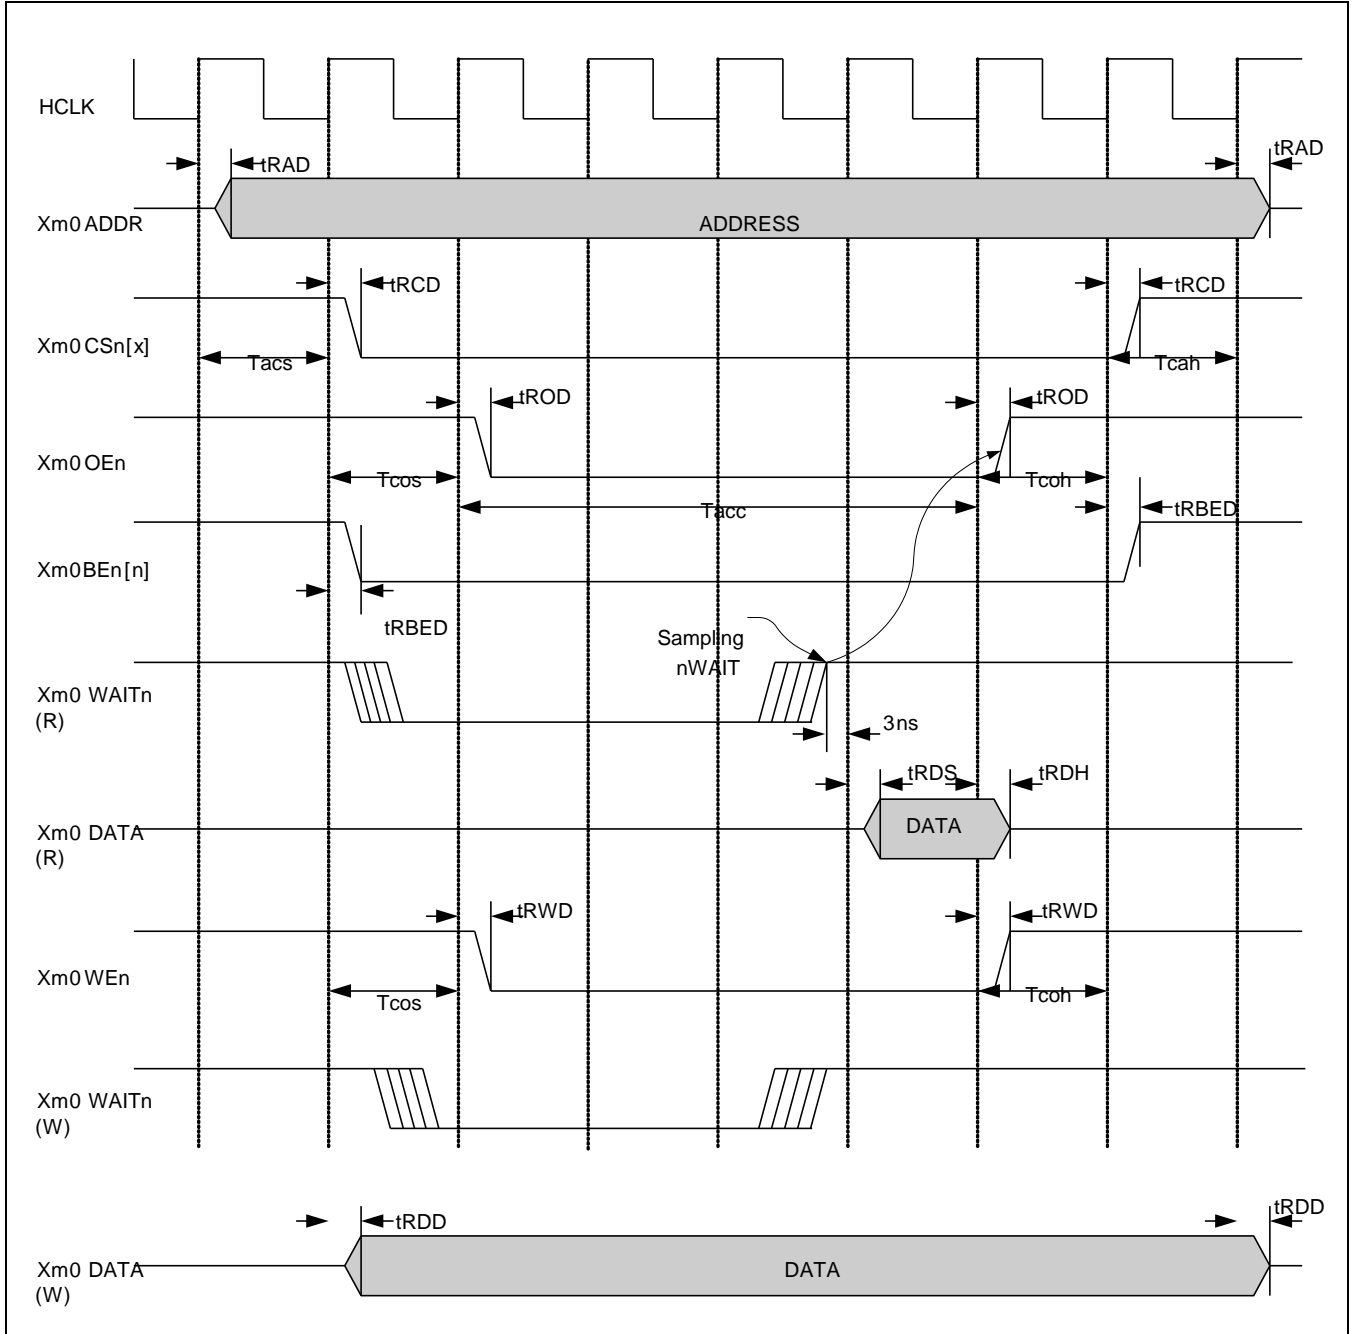 HCLK
tRAD
tRAD
Xm0 ADDR
ADDRESS
tRCD
tRCD
Xm0 CSn[x]
Tacs
Tcah
tROD
tROD
Xm0 OEn
Tcos
Tcoh
Tacc
tRBED
Xm0 BEn[n]
tRBED
Sampling
nWAIT
Xm0 WAITn
(R)
3ns
tRDS
tRDH
Xm0 DATA
(R)
DATA
tRWD
tRWD
Xm0 WEn
Tcos
Tcoh
Xm0 WAITn
(W)
tRDD
tRDD
Xm0 DATA
(W)
DATA